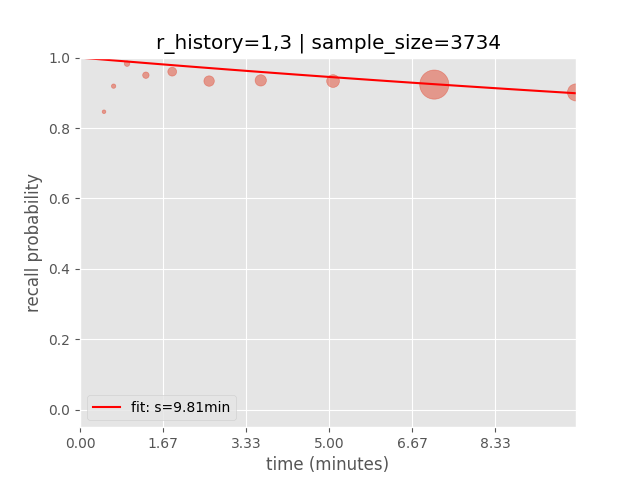 r_history=1,3 | sample_size=3734
1.0
0.8
0.6
0.4
0.2
0.0
recall probability
fit: s=9.81min
0.00 1.67 3.33 5.00 6.67 8.33
time (minutes)